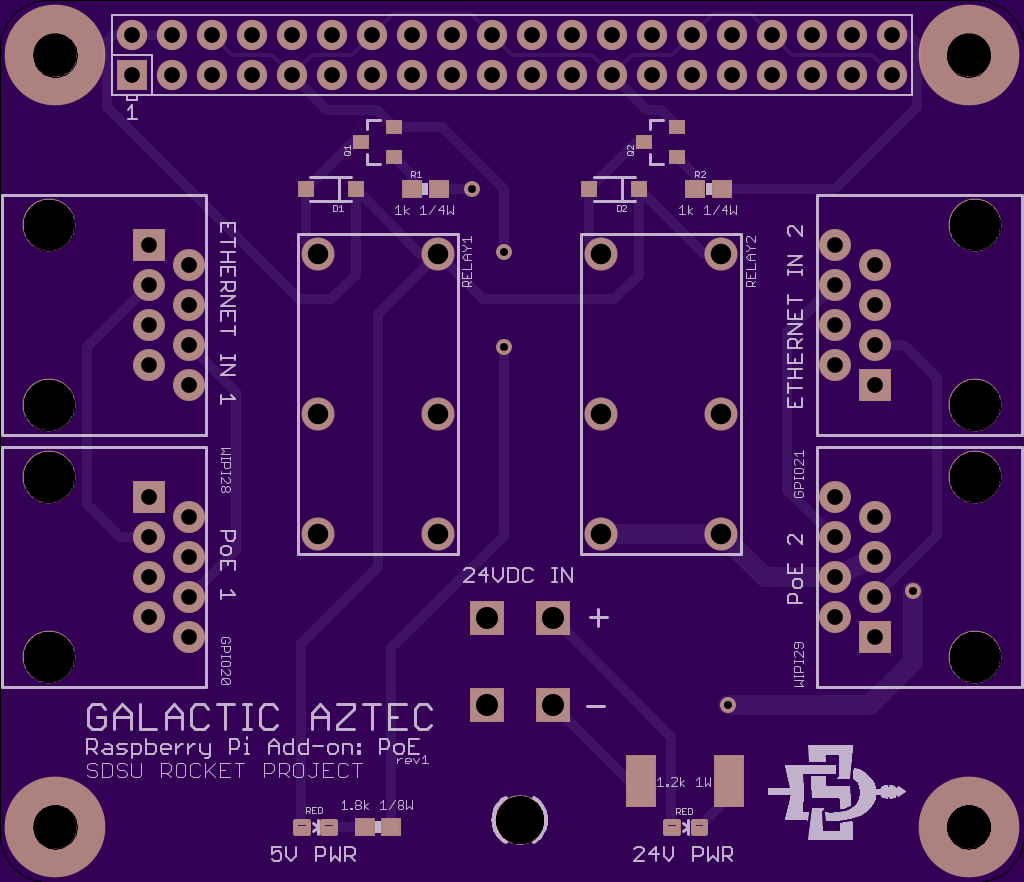 1
Q1
Q2
R1
R2
D1
1k 1/4W
D2
1k 1/4W
RELAY1
RELAY2
ETHERNET IN 1
ETHERNET IN 2
WIPI28
GPIO21
PoE 1
PoE 2
GPIO20
WIPI29
24VDC IN
+
−
GALACTIC AZTEC
Raspberry Pi Add-on: PoE
rev1
SDSU ROCKET PROJECT
1.2k 1W
RED
1.8k 1/8W
RED
5V PWR
24V PWR